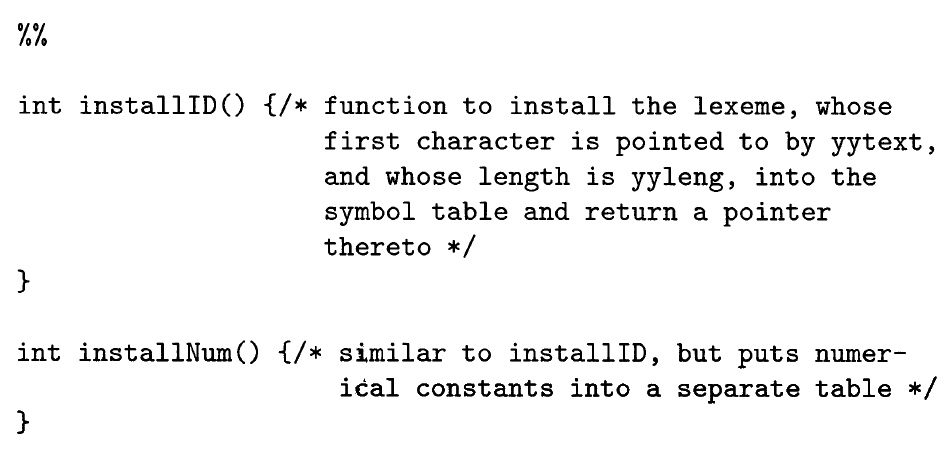 %%
int installID() {/* function to install the lexeme, whose
first character is pointed to by yytext,
and whose length is yyleng, into the
symbol table and return a pointer
thereto */
}
int installNum() {/* similar to installID, but puts numer-
ical constants into a separate table */
}